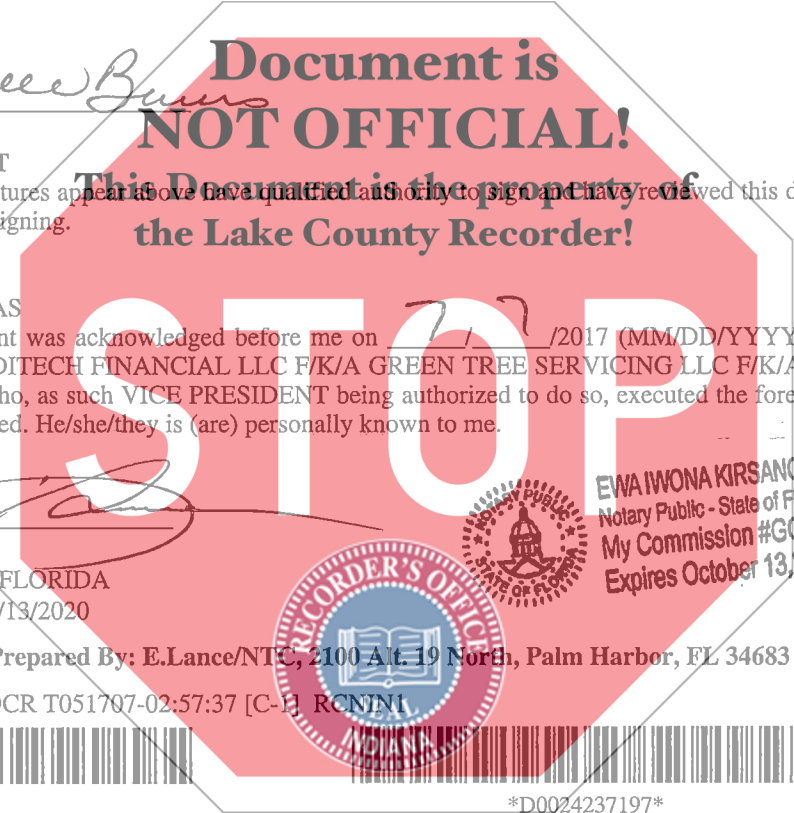 Document is
NOT OFFICIAL!
T
This Document is the property of
tures appear above have qualified authority to sign and have reviewed this d
igning.
the Lake County Recorder!
AS
nt was acknowledged before me on 7 / 7 /2017 (MM/DD/YYYY
DITECH FINANCIAL LLC F/K/A GREEN TREE SERVICING LLC F/K/A
ho, as such VICE PRESIDENT being authorized to do so, executed the fore
ed. He/she/they is (are) personally known to me.
STOP
EWA IWONA KIRSANO
Notary Public - State of F
My Commission #GG
Expires October 13,
NOTARY PUBLIC
STATE OF FLORIDA
FLORIDA
/13/2020
RECORDER'S OFFICE
SEAL
INDIANA
Prepared By: E.Lance/NTC, 2100 Alt. 19 North, Palm Harbor, FL 34683
OCR T051707-02:57:37 [C-1] RCNIN1
*D0024237197*